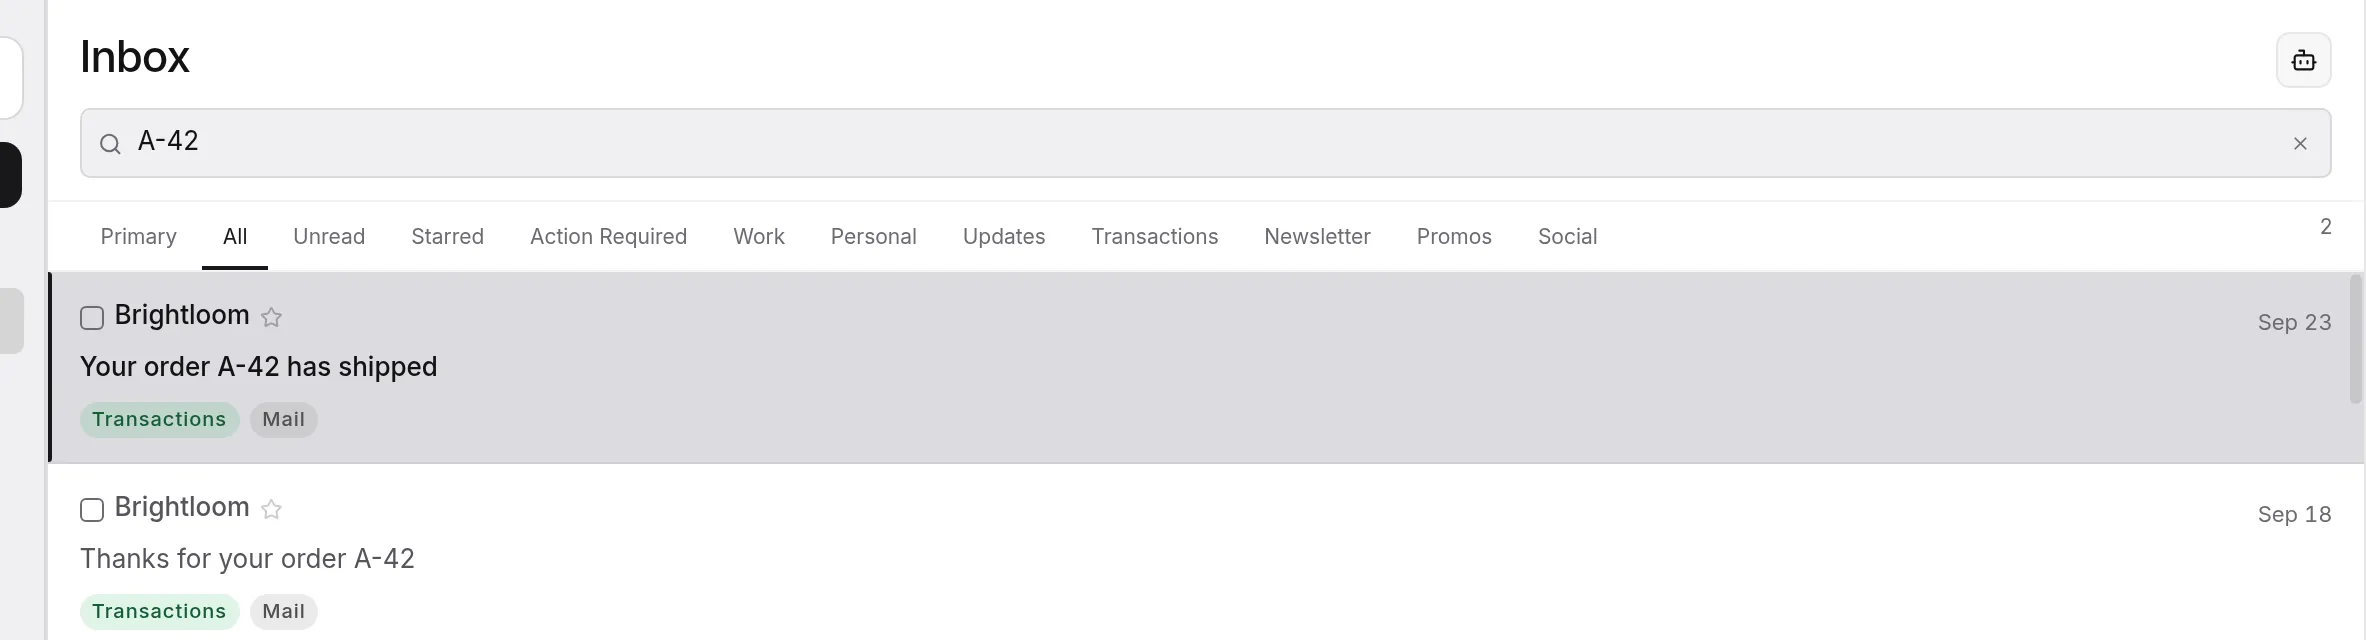 Inbox
A-42
Primary All Unread Starred Action Required Work Personal Updates Transactions Newsletter Promos Social 2
Brightloom Sep 23
Your order A-42 has shipped
Transactions Mail
Brightloom Sep 18
Thanks for your order A-42
Transactions Mail